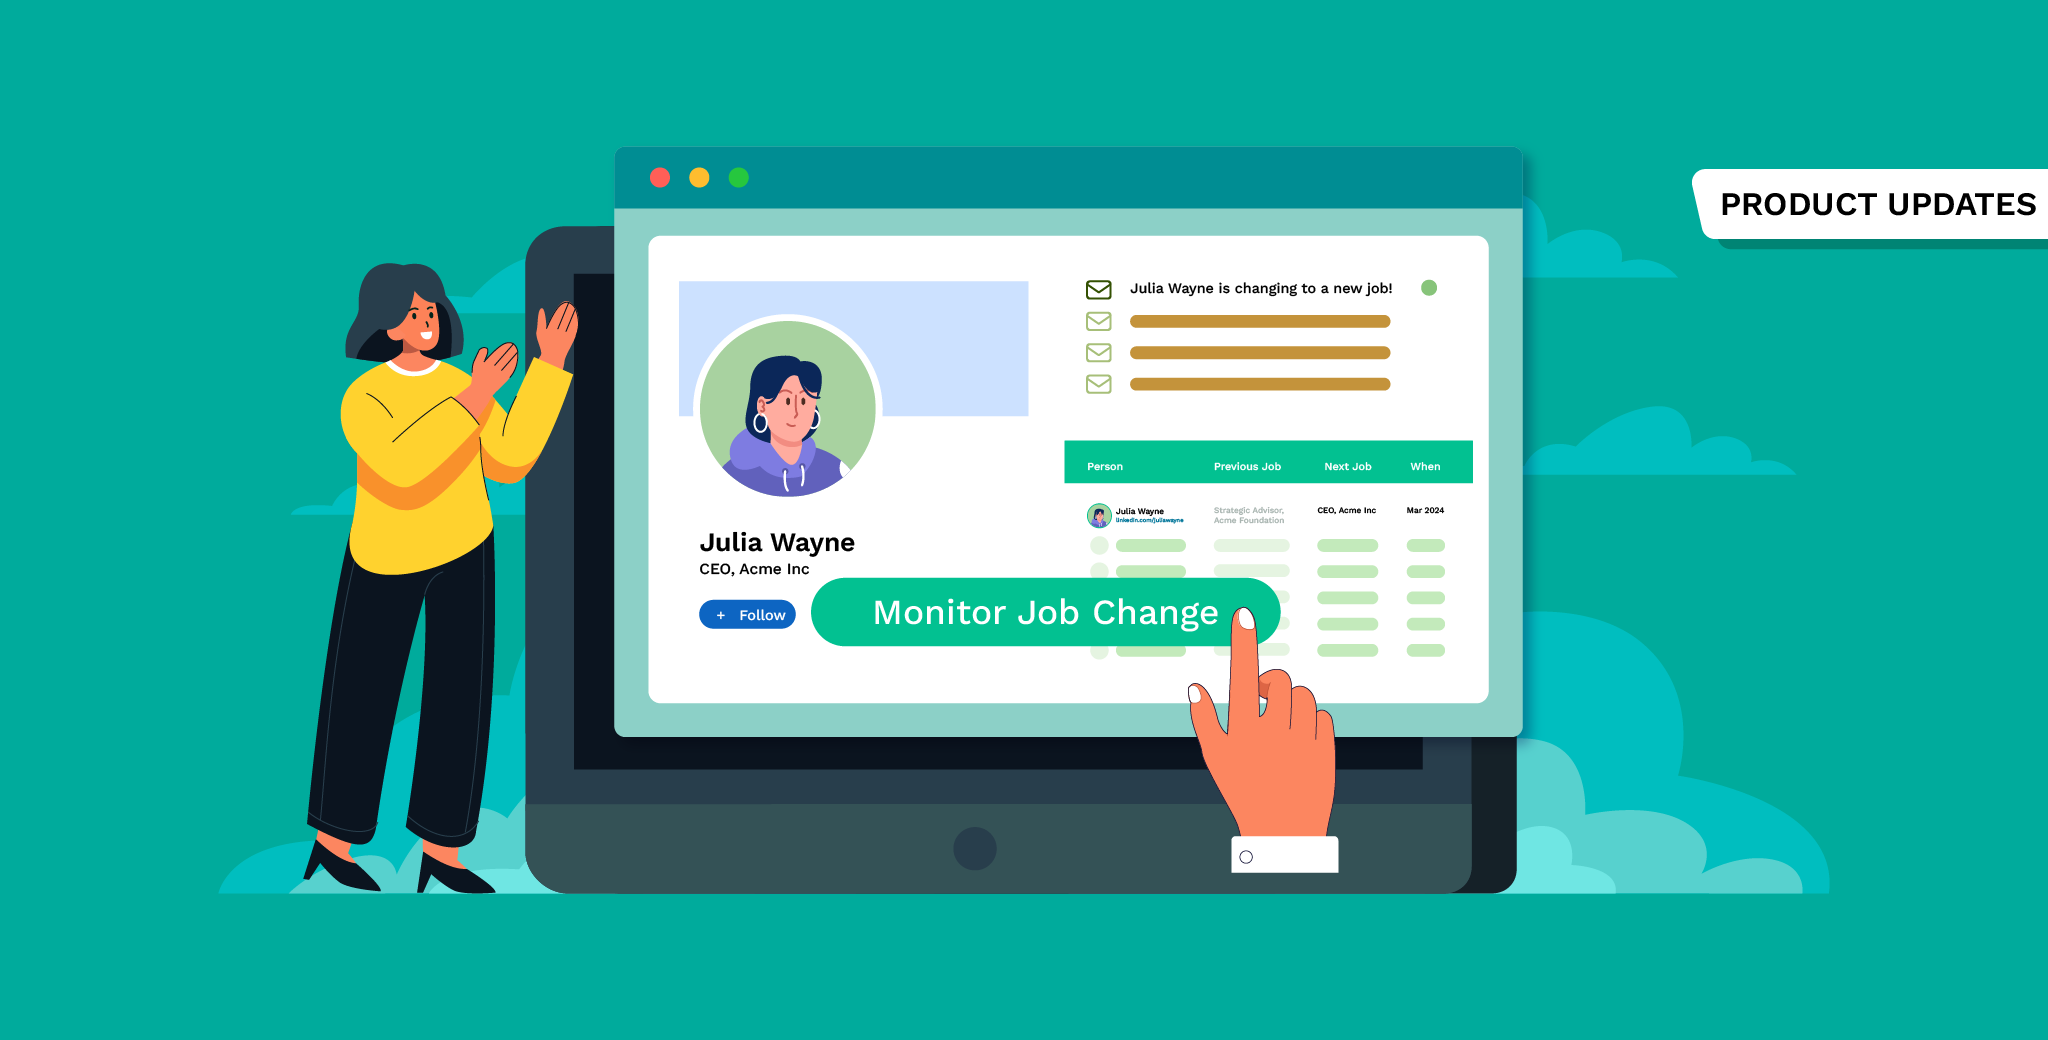 PRODUCT UPDATES
Julia Wayne is changing to a new job!
Person Previous Job Next Job When
Julia Wayne
linkedin.com/juliawayne
Strategic Advisor,
Acme Foundation
CEO, Acme Inc
Mar 2024
Julia Wayne
CEO, Acme Inc
+ Follow
Monitor Job Change